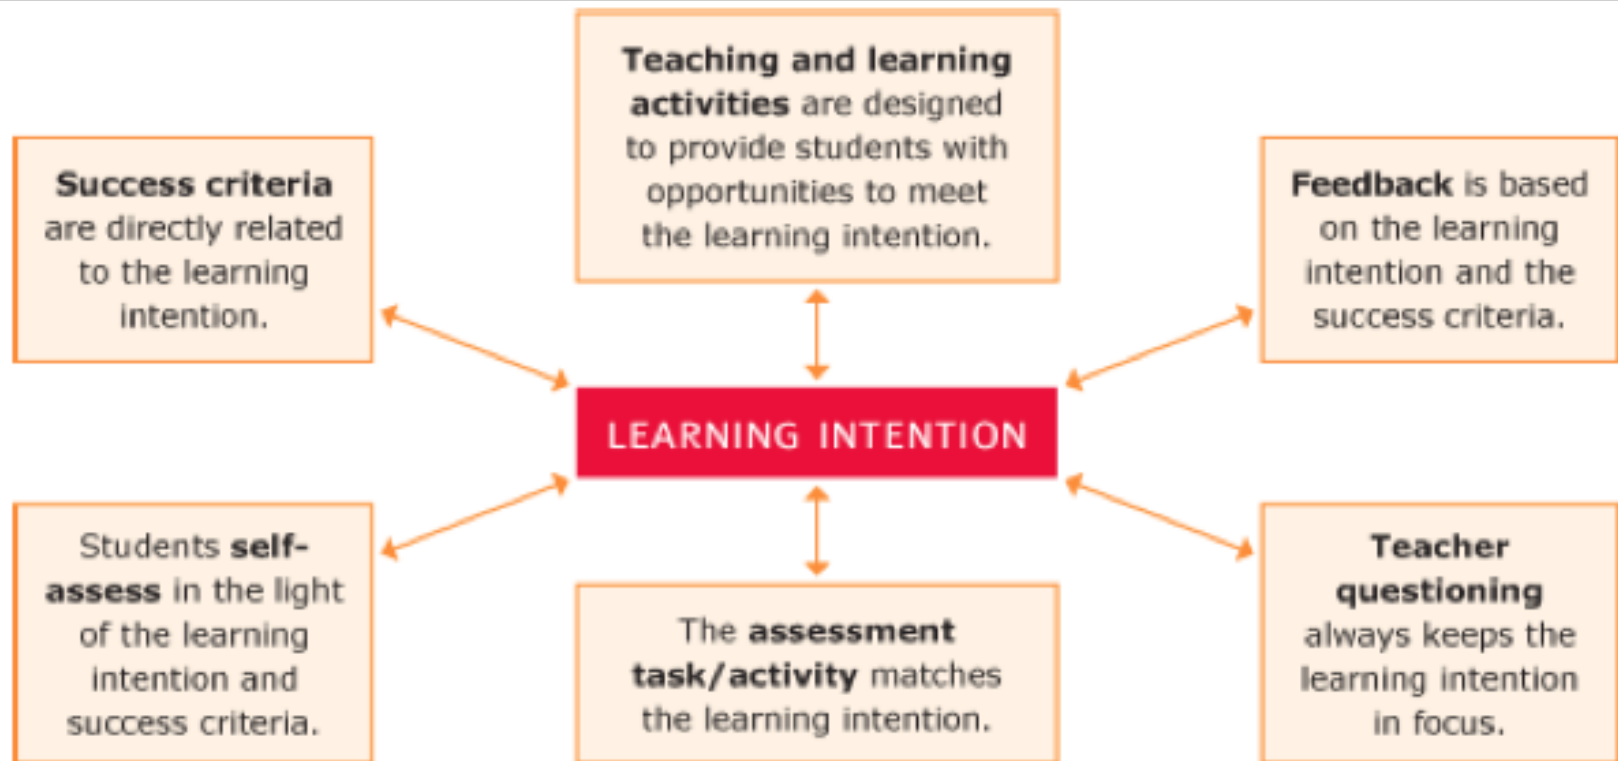 Teaching and learning
activities are designed
to provide students with
opportunities to meet
the learning intention.
Success criteria
are directly related
to the learning
intention.
Feedback is based
on the learning
intention and the
success criteria.
LEARNING INTENTION
Students self-
assess in the light
of the learning
intention and
success criteria.
The assessment
task/activity matches
the learning intention.
Teacher
questioning
always keeps the
learning intention
in focus.